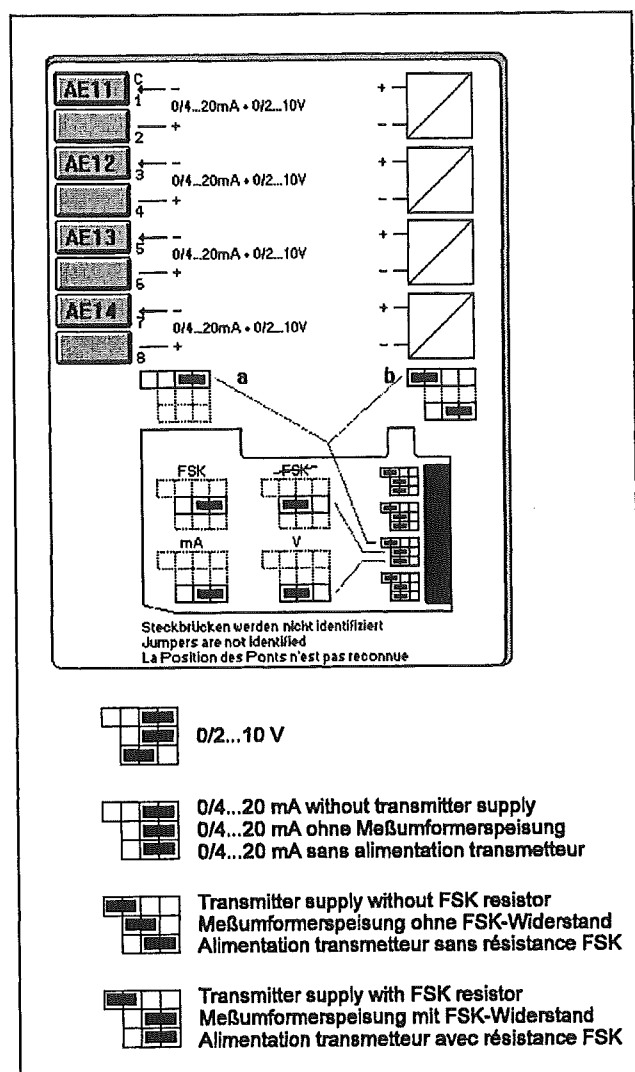 C
AE11 1 −
0/4...20mA • 0/2...10V
2 +
+
−
AE12 3 −
0/4...20mA • 0/2...10V
4 +
+
−
AE13 5 −
0/4...20mA • 0/2...10V
6 +
+
−
AE14 7 −
0/4...20mA • 0/2...10V
8 +
+
−
a b
FSK FSK
mA V
Steckbrücken werden nicht identifiziert
Jumpers are not identified
La Position des Ponts n'est pas reconnue
0/2...10 V
0/4...20 mA without transmitter supply
0/4...20 mA ohne Meßumformerspeisung
0/4...20 mA sans alimentation transmetteur
Transmitter supply without FSK resistor
Meßumformerspeisung ohne FSK-Widerstand
Alimentation transmetteur sans résistance FSK
Transmitter supply with FSK resistor
Meßumformerspeisung mit FSK-Widerstand
Alimentation transmetteur avec résistance FSK